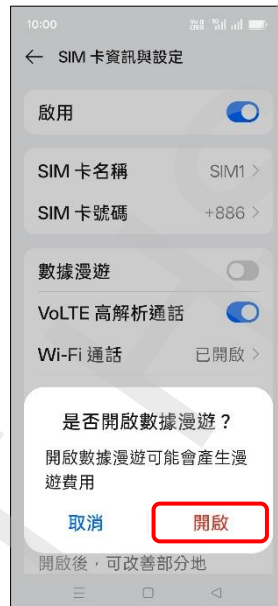 10:00
← SIM 卡資訊與設定
啟用
SIM 卡名稱 SIM1 >
SIM 卡號碼 +886 >
數據漫遊
VoLTE 高解析通話
Wi-Fi 通話 已開啟 >
是否開啟數據漫遊？
開啟數據漫遊可能會產生漫
遊費用
取消 開啟
開啟後，可改善部分地